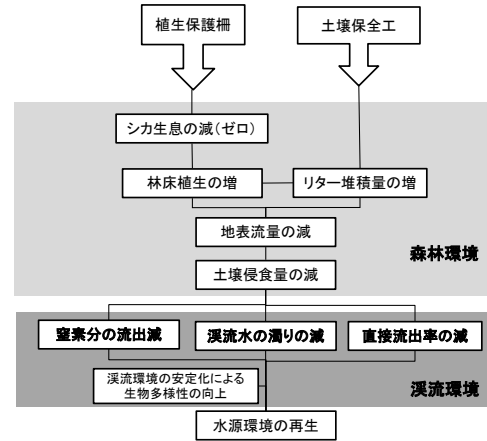 植生保護柵
土壌保全工
シカ生息の減(ゼロ)
林床植生の増
リター堆積量の増
地表流量の減
森林環境
土壌侵食量の減
窒素分の流出減
渓流水の濁りの減
直接流出率の減
渓流環境の安定化による
生物多様性の向上
渓流環境
水源環境の再生